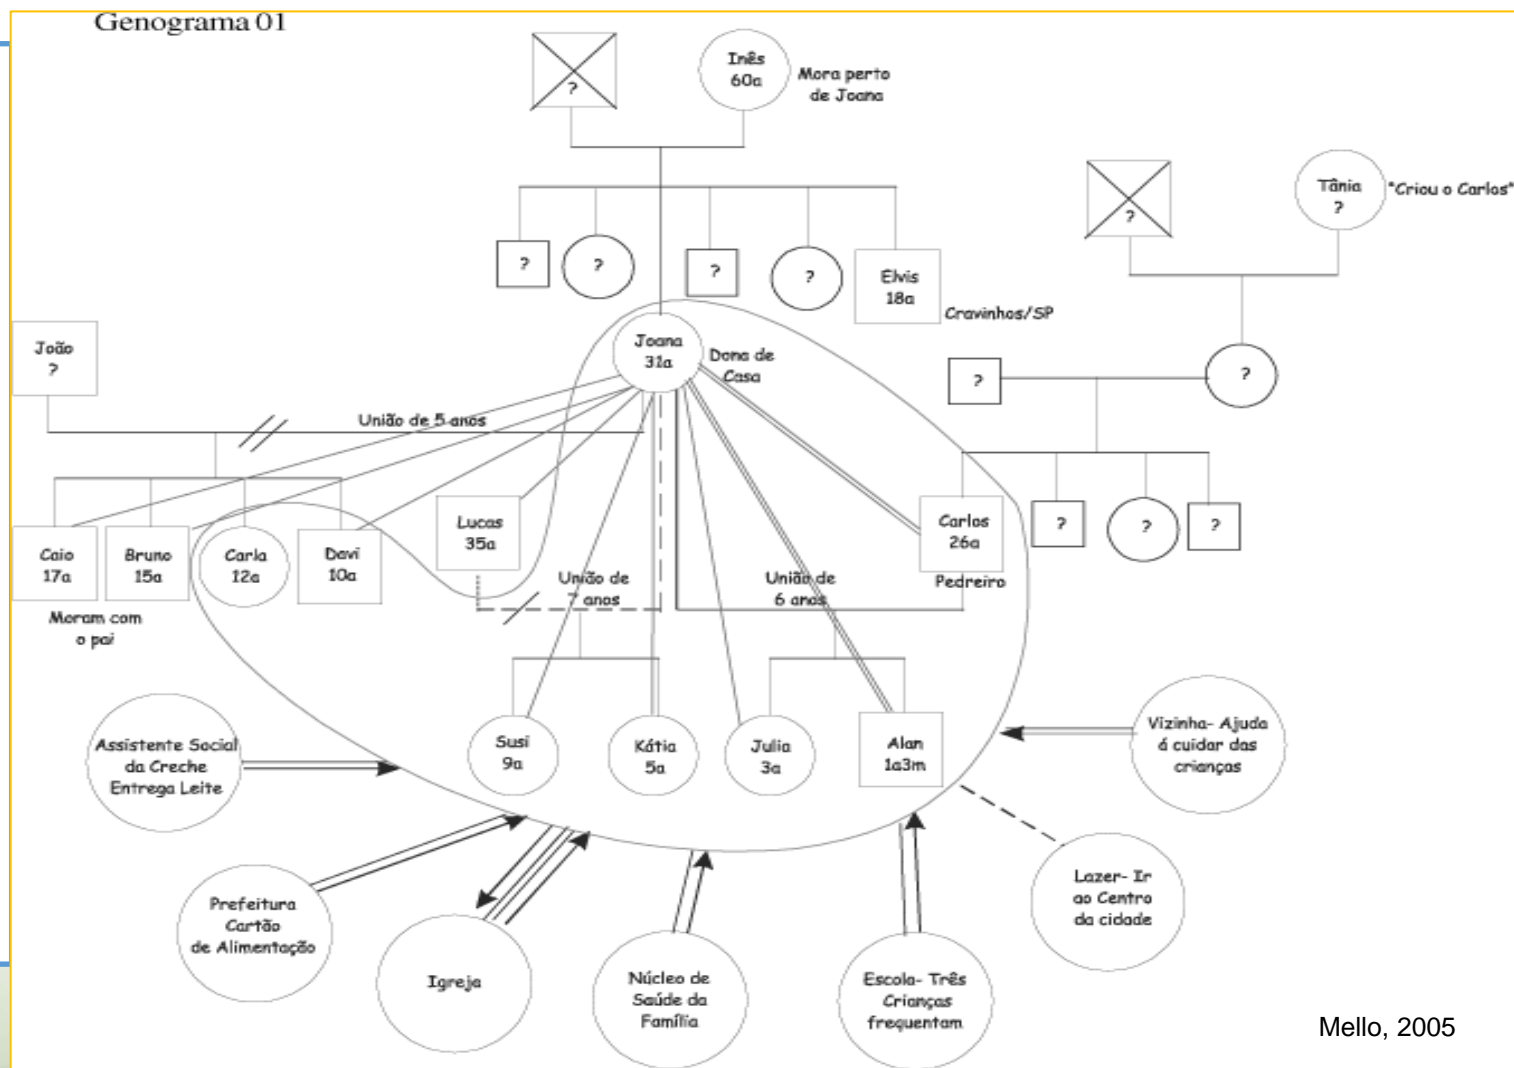 Genograma 01
?
Inês
60a
Mora perto
de Joana
?
Tânia
?
"Criou o Carlos"
?
?
?
?
Elvis
18a
Cravinhos/SP
João
?
Joana
31a
Dona de
Casa
?
?
União de 5 anos
Caio
17a
Bruno
15a
Moram com
o pai
Carla
12a
Davi
10a
Lucas
35a
União de
7 anos
União de
6 anos
Carlos
26a
Pedreiro
?
?
?
Susi
9a
Kátia
5a
Julia
3a
Alan
1a3m
Assistente Social
da Creche
Entrega Leite
Vizinha- Ajuda
á cuidar das
crianças
Prefeitura
Cartão
de Alimentação
Igreja
Núcleo de
Saúde da
Família
Escola- Três
Crianças
frequentam
Lazer- Ir
ao Centro
da cidade
Mello, 2005